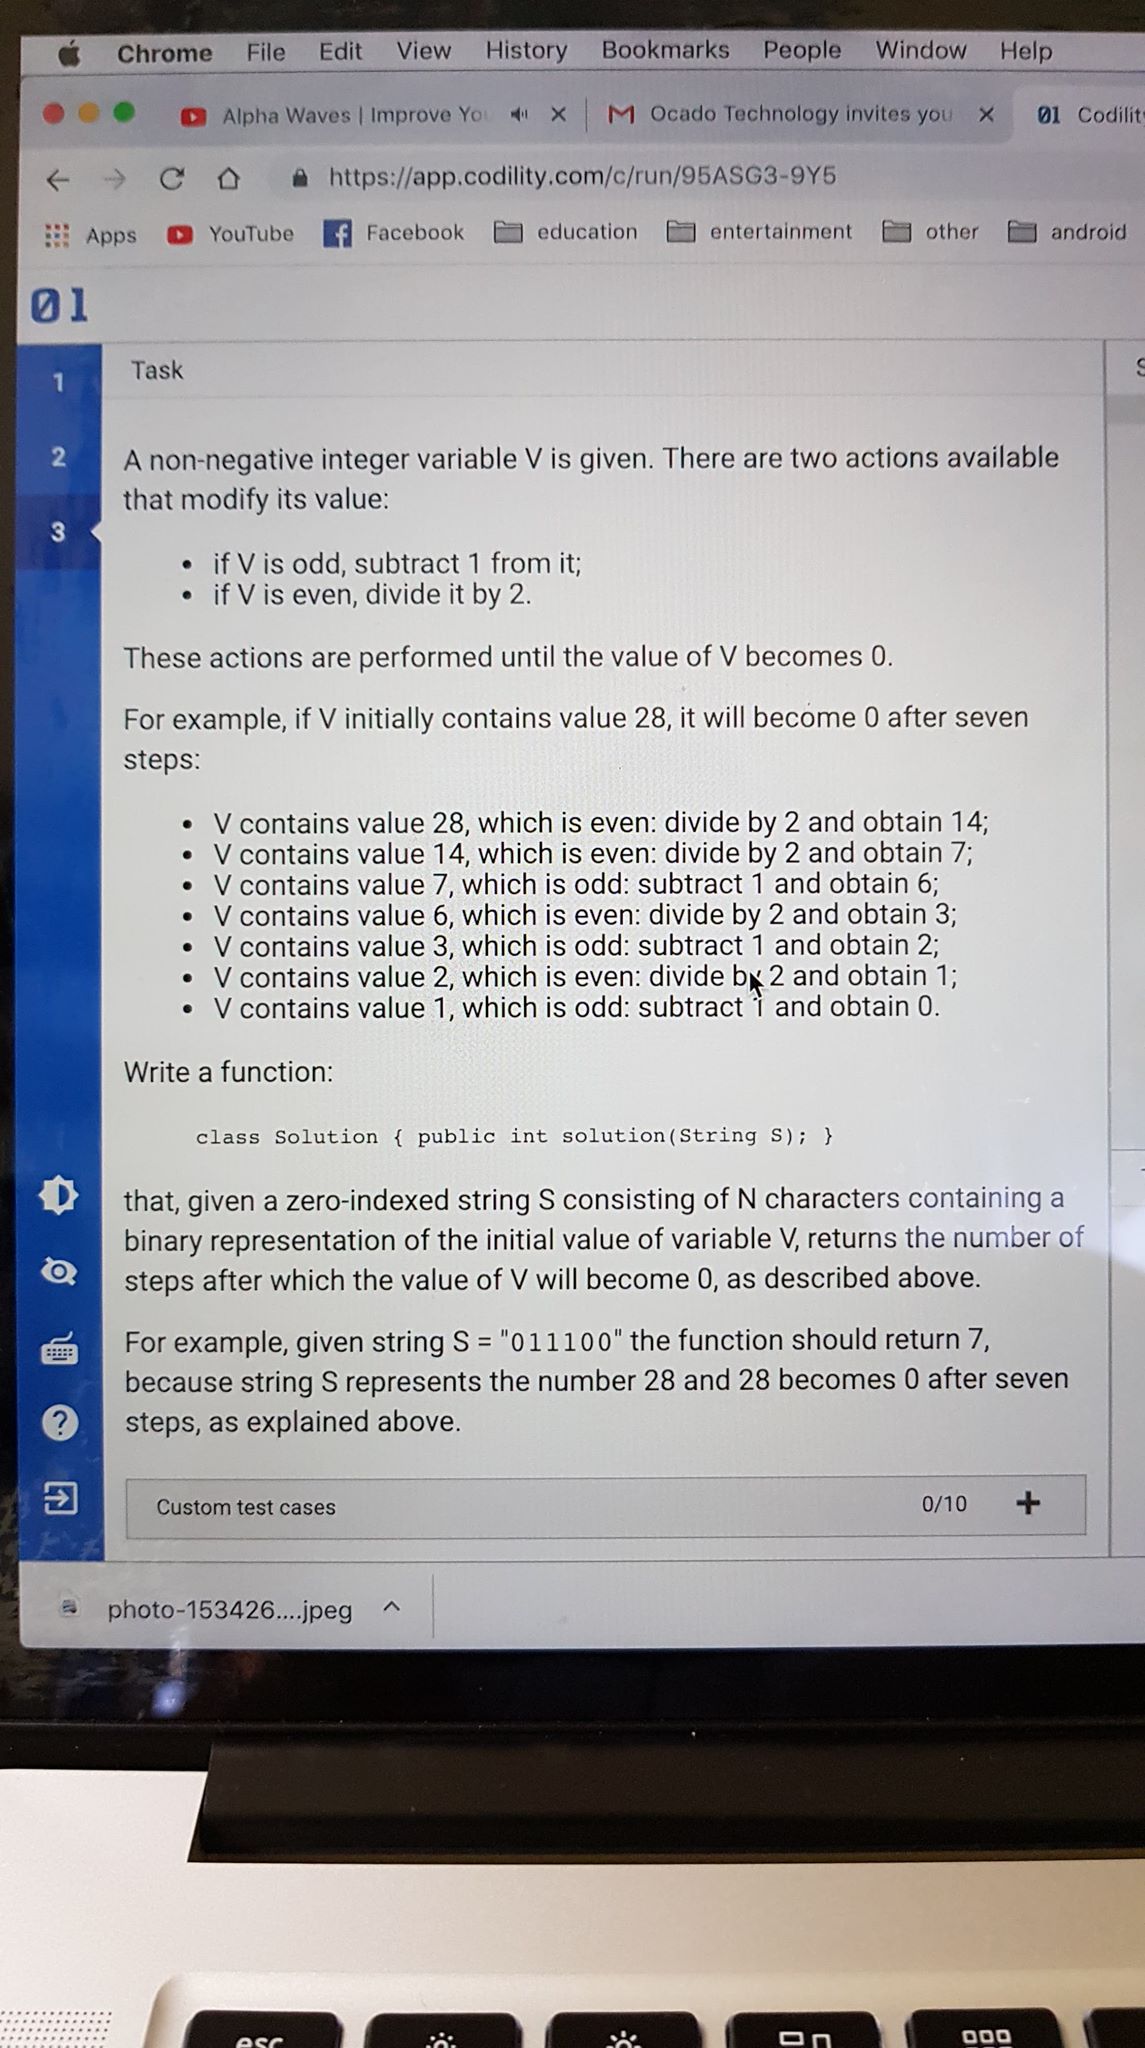 Chrome File Edit View History Bookmarks People Window Help
Alpha Waves | Improve You Ocado Technology invites you 01 Codility
https://app.codility.com/c/run/95ASG3-9Y5
Apps YouTube Facebook education entertainment other android
01
1 Task
2
3
A non-negative integer variable V is given. There are two actions available
that modify its value:
• if V is odd, subtract 1 from it;
• if V is even, divide it by 2.
These actions are performed until the value of V becomes 0.
For example, if V initially contains value 28, it will become 0 after seven
steps:
• V contains value 28, which is even: divide by 2 and obtain 14;
• V contains value 14, which is even: divide by 2 and obtain 7;
• V contains value 7, which is odd: subtract 1 and obtain 6;
• V contains value 6, which is even: divide by 2 and obtain 3;
• V contains value 3, which is odd: subtract 1 and obtain 2;
• V contains value 2, which is even: divide by 2 and obtain 1;
• V contains value 1, which is odd: subtract 1 and obtain 0.
Write a function:
class Solution { public int solution(String S); }
that, given a zero-indexed string S consisting of N characters containing a
binary representation of the initial value of variable V, returns the number of
steps after which the value of V will become 0, as described above.
For example, given string S = "011100" the function should return 7,
because string S represents the number 28 and 28 becomes 0 after seven
steps, as explained above.
Custom test cases 0/10 +
photo-153426....jpeg
esc